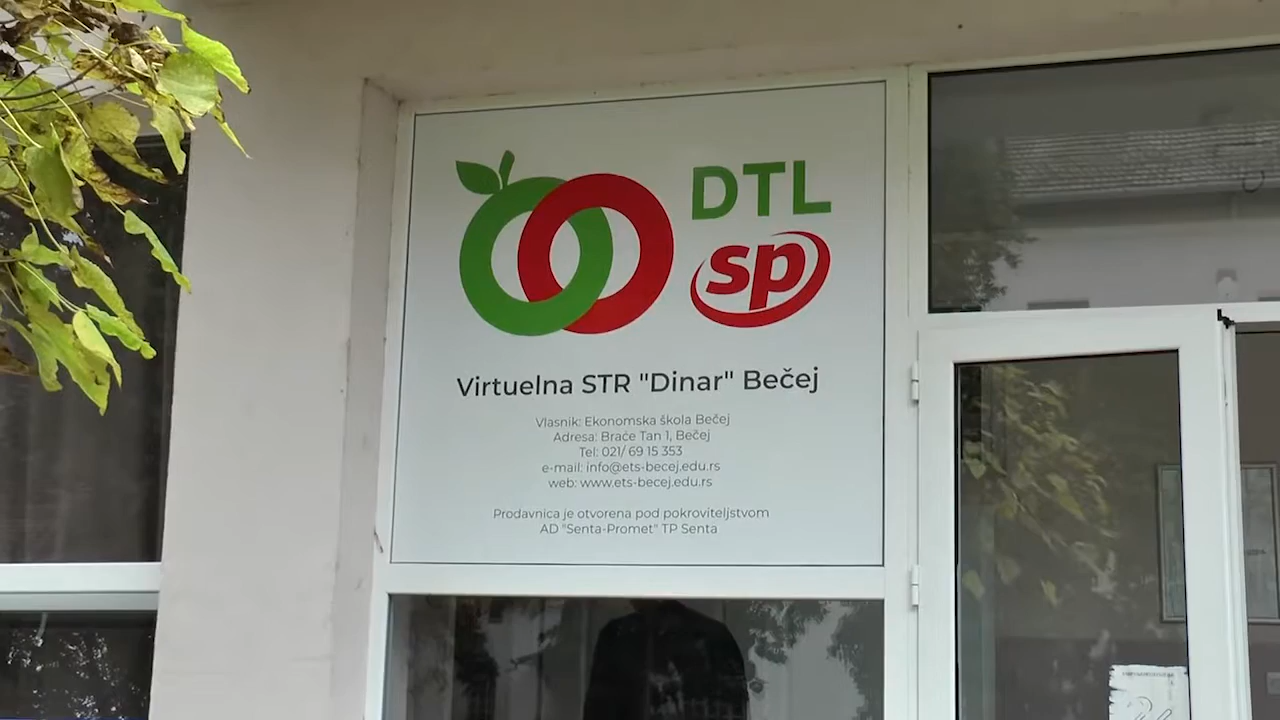 DTL
sp
Virtuelna STR "Dinar" Bečej
Vlasnik: Ekonomska škola Bečej
Adresa: Braće Tan 1, Bečej
Tel: 021/ 69 15 353
e-mail: info@ets-becej.edu.rs
web: www.ets-becej.edu.rs
Prodavnica je otvorena pod pokroviteljstvom
AD "Senta-Promet" TP Senta